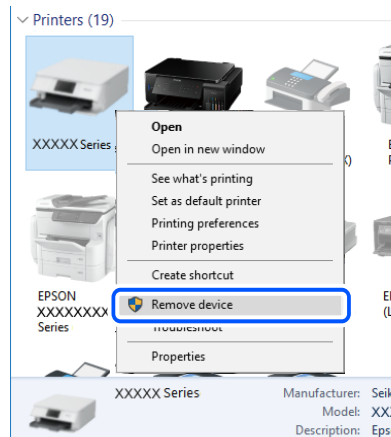 Printers (19)
XXXXX Series
Open
Open in new window
See what's printing
Set as default printer
Printing preferences
Printer properties
Create shortcut
Remove device
Troubleshoot
Properties
EPSON
XXXXXXXX
Series
XXXXX Series
Manufacturer:
Model:
Description: